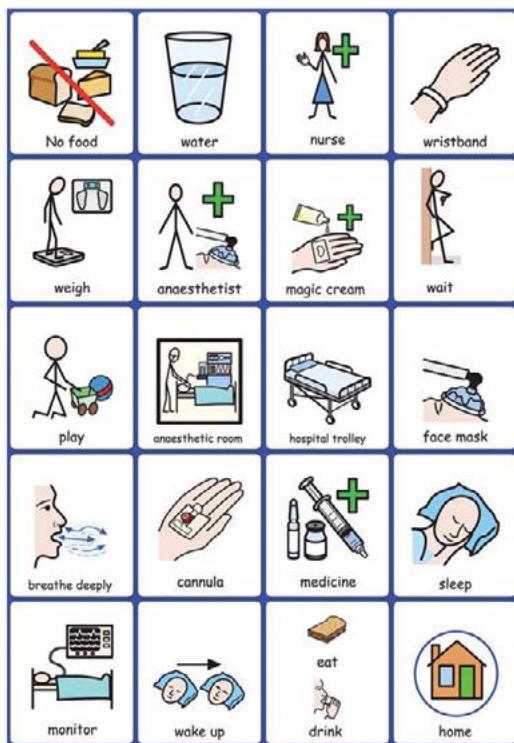 No food
water
nurse
wristband
weigh
anaesthetist
magic cream
wait
play
anaesthetic room
hospital trolley
face mask
breathe deeply
cannula
medicine
sleep
monitor
wake up
eat
drink
home